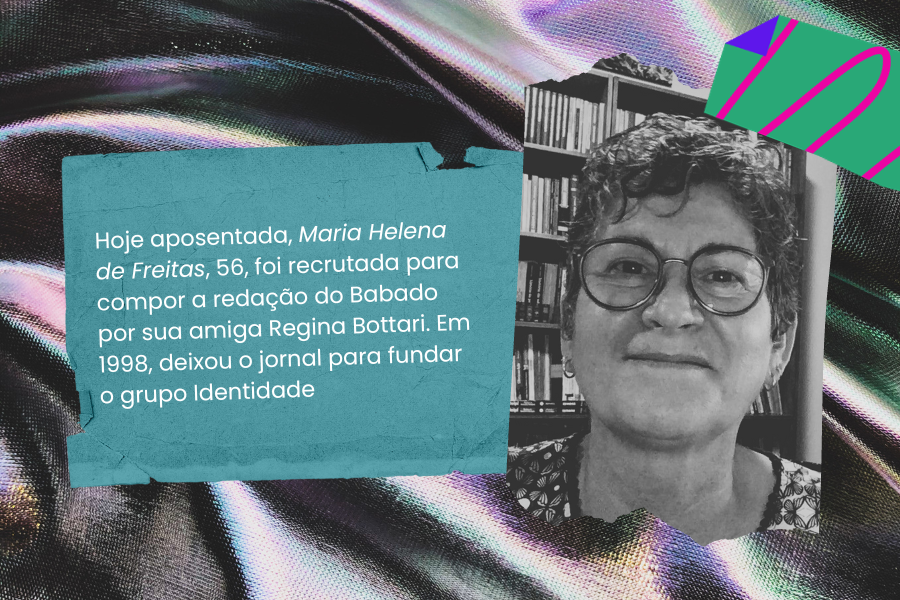 Hoje aposentada, Maria Helena
de Freitas, 56, foi recrutada para
compor a redação do Babado
por sua amiga Regina Bottari. Em
1998, deixou o jornal para fundar
o grupo Identidade